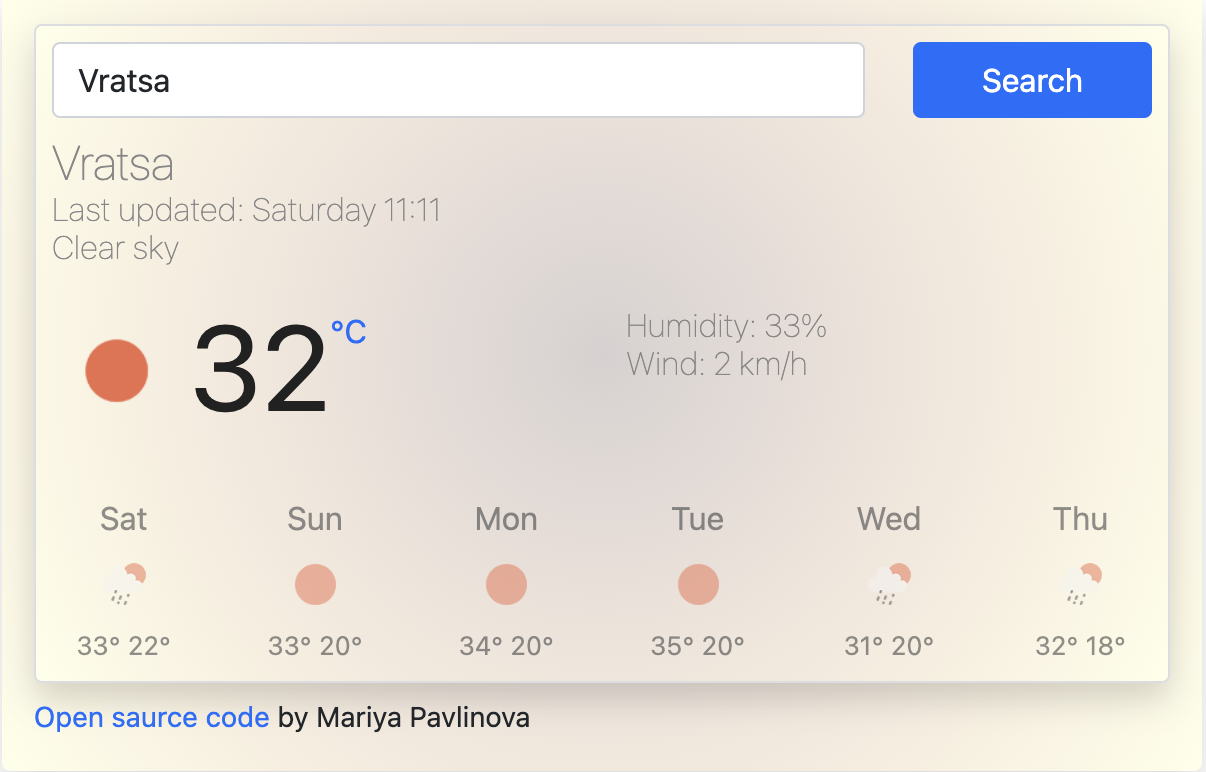 Vratsa
Search
Vratsa
Last updated: Saturday 11:11
Clear sky
32 °C
Humidity: 33%
Wind: 2 km/h
Sat Sun Mon Tue Wed Thu
33° 22° 33° 20° 34° 20° 35° 20° 31° 20° 32° 18°
Open saurce code by Mariya Pavlinova